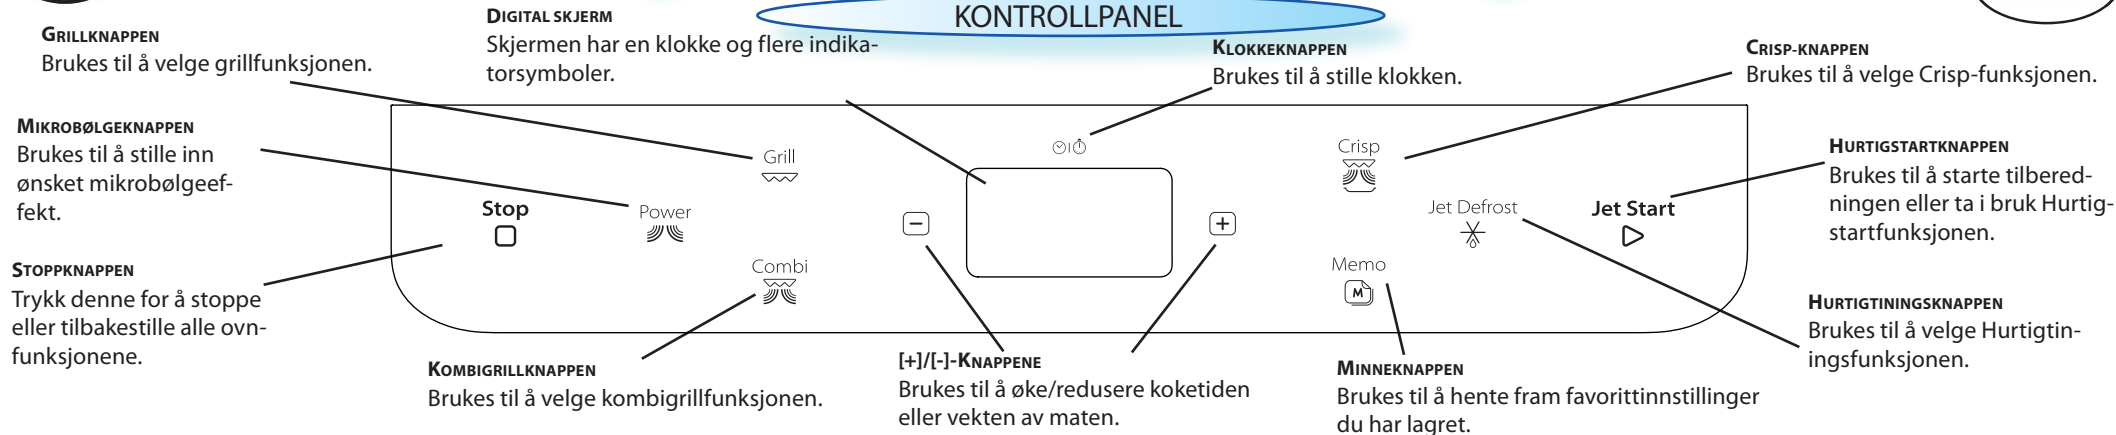 KONTROLLPANEL
GRILLKNAPPEN
Brukes til å velge grillfunksjonen.
DIGITAL SKJERM
Skjermen har en klokke og flere indika-
torsymboler.
KLOKKEKNAPPEN
Brukes til å stille klokken.
CRISP-KNAPPEN
Brukes til å velge Crisp-funksjonen.
MIKROBØLGEKNAPPEN
Brukes til å stille inn
ønsket mikrobølgeef-
fekt.
HURTIGSTARTKNAPPEN
Brukes til å starte tilbered-
ningen eller ta i bruk Hurtig-
startfunksjonen.
Grill
Crisp
Stop
Power
Jet Defrost
Jet Start
−
+
Combi
Memo
M
STOPPKNAPPEN
Trykk denne for å stoppe
eller tilbakestille alle ovn-
funksjonene.
HURTIGTININGSKNAPPEN
Brukes til å velge Hurtigtin-
ingsfunksjonen.
KOMBIGRILLKNAPPEN
Brukes til å velge kombigrillfunksjonen.
[+]/[-]-KNAPPENE
Brukes til å øke/redusere koketiden
eller vekten av maten.
MINNEKNAPPEN
Brukes til å hente fram favorittinnstillinger
du har lagret.